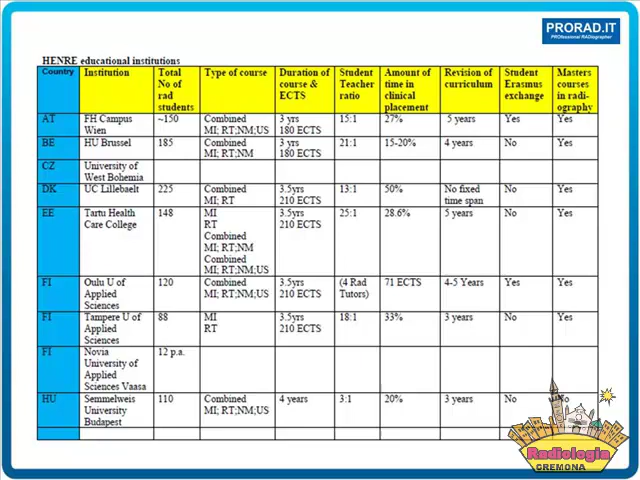 PRORAD.IT
PROfessional RADiographer
HENRE educational institutions
Country Institution Total No of rad students Type of course Duration of course & ECTS Student Teacher ratio Amount of time in clinical placement Revision of curriculum Student Erasmus exchange Masters courses in radi-ography
AT FH Campus Wien ~150 Combined MI; RT;NM;US 3 yrs 180 ECTS 15:1 27% 5 years Yes Yes
BE HU Brussel 185 Combined MI; RT;NM 3 yrs 180 ECTS 21:1 15-20% 4 years No Yes
CZ University of West Bohemia
DK UC Lillebaelt 225 Combined MI; RT 3.5yrs 210 ECTS 13:1 50% No fixed time span No Yes
EE Tartu Health Care College 148 MI RT Combined MI; RT;NM Combined MI; RT;NM;US 3.5yrs 210 ECTS 25:1 28.6% 5 years No Yes
FI Oulu U of Applied Sciences 120 Combined MI; RT;NM;US 3.5yrs 210 ECTS (4 Rad Tutors) 71 ECTS 4-5 Years Yes Yes
FI Tampere U of Applied Sciences 88 MI RT 3.5yrs 210 ECTS 18:1 33% 3 years No Yes
FI Novia University of Applied Sciences Vaasa 12 p.a.
HU Semmelweis University Budapest 110 Combined MI; RT;NM;US 4 years 3:1 20% 3 years No No
Radiologia
CREMONA